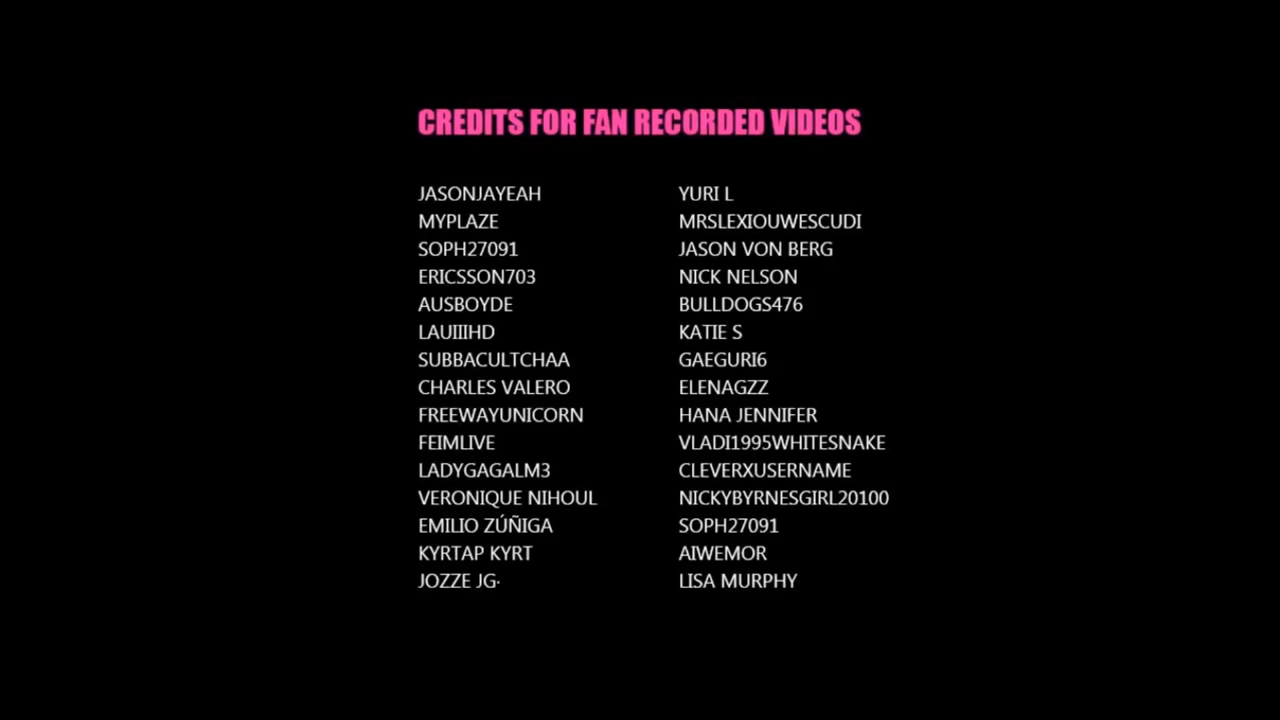 CREDITS FOR FAN RECORDED VIDEOS
JASONJAYEAH
MYPLAZE
SOPH27091
ERICSSON703
AUSBOYDE
LAUIIIHD
SUBBACULTCHAA
CHARLES VALERO
FREEWAYUNICORN
FEIMLIVE
LADYGAGALM3
VERONIQUE NIHOUL
EMILIO ZÚÑIGA
KYRTAP KYRT
JOZZE JG·
YURI L
MRSLEXIOUWESCUDI
JASON VON BERG
NICK NELSON
BULLDOGS476
KATIE S
GAEGURI6
ELENAGZZ
HANA JENNIFER
VLADI1995WHITESNAKE
CLEVERXUSERNAME
NICKYBYRNESGIRL20100
SOPH27091
AIWEMOR
LISA MURPHY